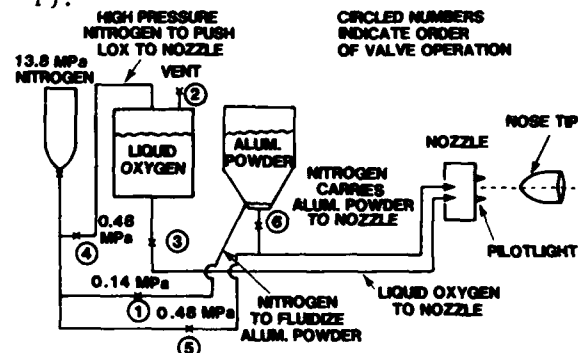 1).
HIGH PRESSURE
NITROGEN TO PUSH
LOX TO NOZZLE
CIRCLED NUMBERS
INDICATE ORDER
OF VALVE OPERATION
13.8 MPa
NITROGEN
VENT
2
LIQUID
OXYGEN
ALUM.
POWDER
NOZZLE
NOSE TIP
NITROGEN
CARRIES
ALUM. POWDER
TO NOZZLE
0.46
MPa
4
3
6
PILOTLIGHT
0.14 MPa
1
0.48 MPa
5
NITROGEN
TO FLUIDIZE
ALUM. POWDER
LIQUID OXYGEN
TO NOZZLE